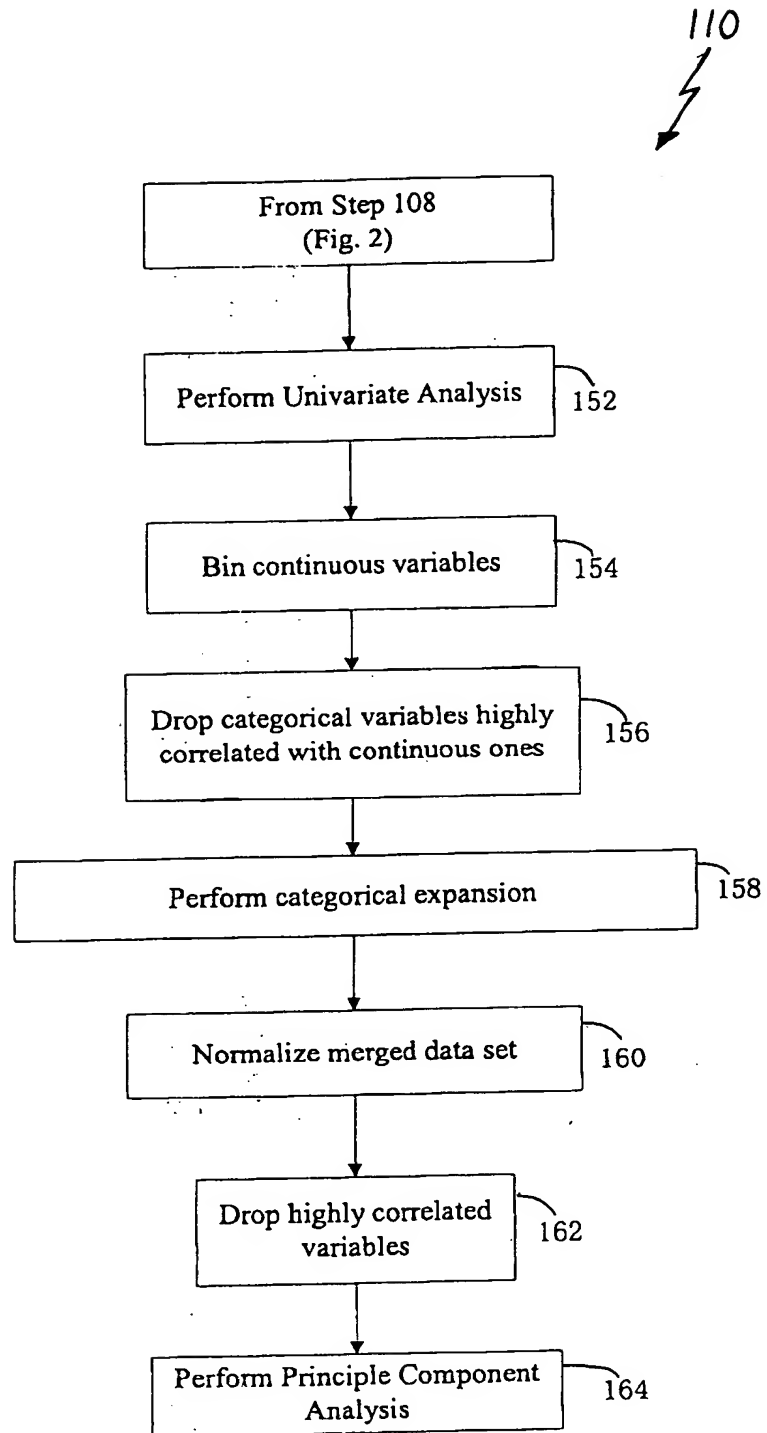 110
From Step 108
(Fig. 2)
Perform Univariate Analysis
152
Bin continuous variables
154
Drop categorical variables highly
correlated with continuous ones
156
Perform categorical expansion
158
Normalize merged data set
160
Drop highly correlated
variables
162
Perform Principle Component
Analysis
164